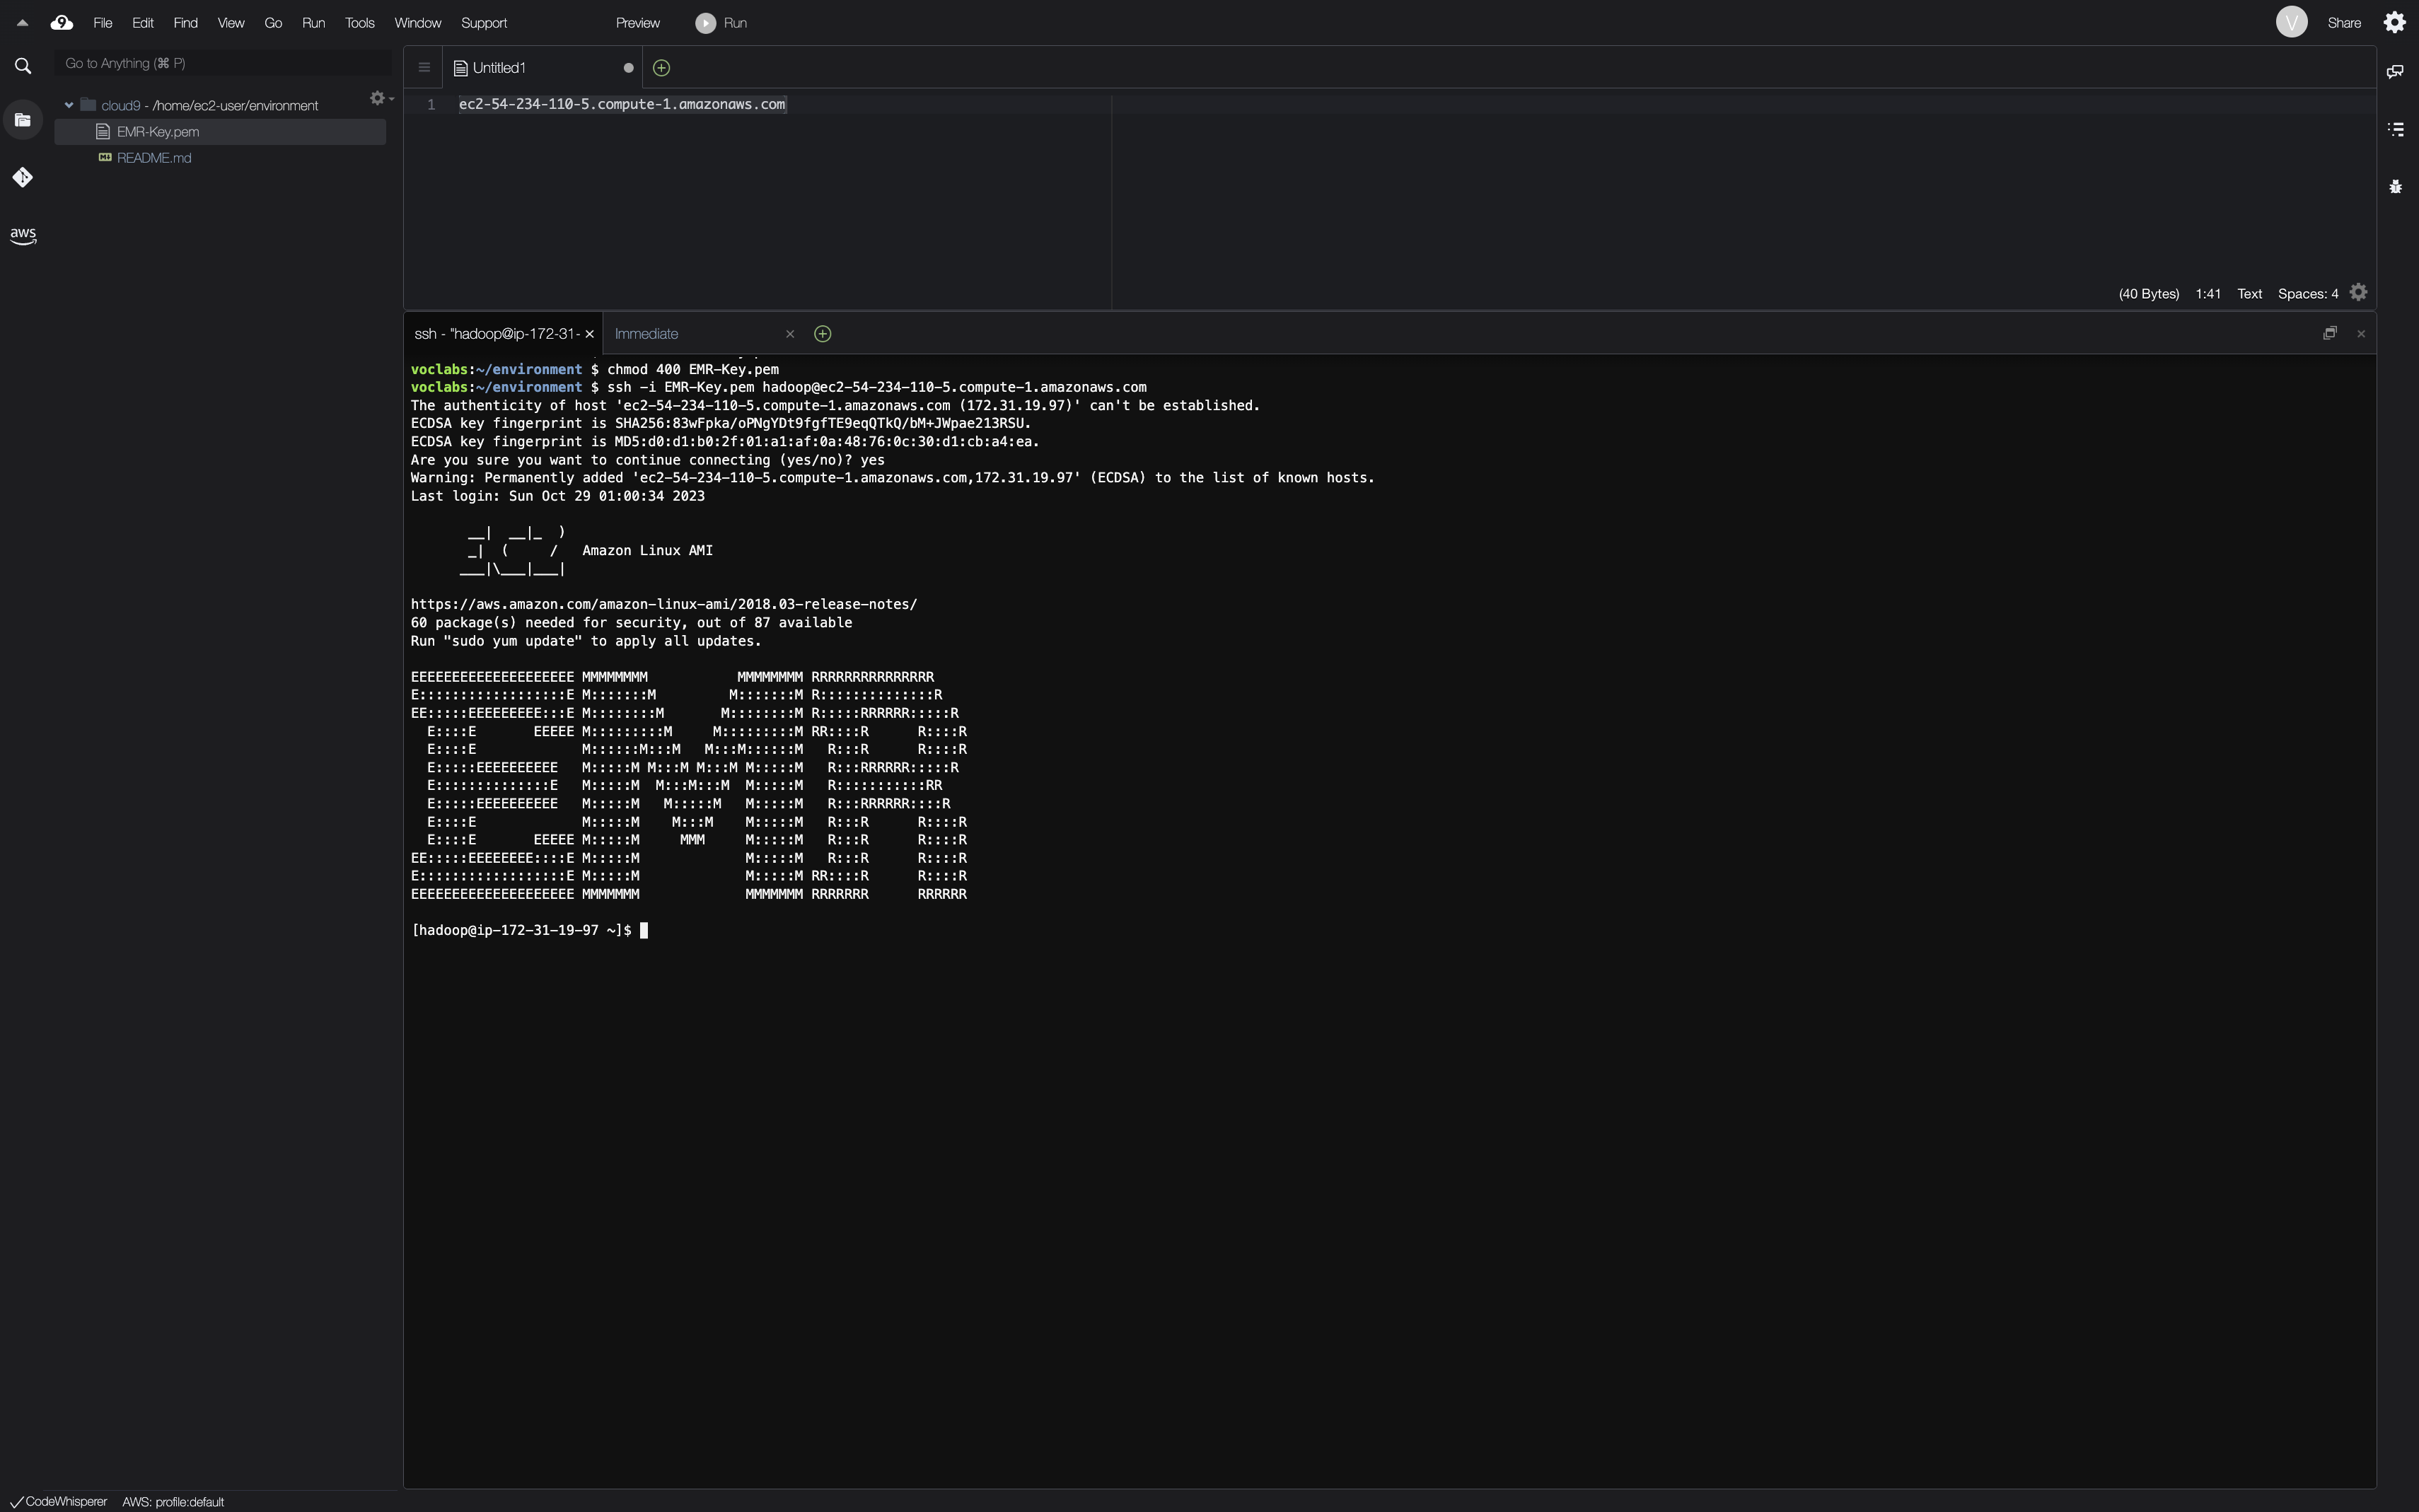 File Edit Find View Go Run Tools Window Support Preview Run V Share
Go to Anything (⌘ P)
cloud9 - /home/ec2-user/environment
EMR-Key.pem
README.md
aws
Untitled1
1 ec2-54-234-110-5.compute-1.amazonaws.com
(40 Bytes) 1:41 Text Spaces: 4
ssh - "hadoop@ip-172-31- Immediate
voclabs:~/environment $ chmod 400 EMR-Key.pem
voclabs:~/environment $ ssh -i EMR-Key.pem hadoop@ec2-54-234-110-5.compute-1.amazonaws.com
The authenticity of host 'ec2-54-234-110-5.compute-1.amazonaws.com (172.31.19.97)' can't be established.
ECDSA key fingerprint is SHA256:83wFpka/oPNgYDt9fgfTE9eqQTkQ/bM+JWpae213RSU.
ECDSA key fingerprint is MD5:d0:d1:b0:2f:01:a1:af:0a:48:76:0c:30:d1:cb:a4:ea.
Are you sure you want to continue connecting (yes/no)? yes
Warning: Permanently added 'ec2-54-234-110-5.compute-1.amazonaws.com,172.31.19.97' (ECDSA) to the list of known hosts.
Last login: Sun Oct 29 01:00:34 2023

       __|  __|_  )
       _|  (     /   Amazon Linux AMI
      ___|\___|___|

https://aws.amazon.com/amazon-linux-ami/2018.03-release-notes/
60 package(s) needed for security, out of 87 available
Run "sudo yum update" to apply all updates.

EEEEEEEEEEEEEEEEEEEE MMMMMMMM           MMMMMMMM RRRRRRRRRRRRRRR
E::::::::::::::::::E M:::::::M         M:::::::M R::::::::::::::R
EE:::::EEEEEEEEE:::E M::::::::M       M::::::::M R:::::RRRRRR:::::R
  E::::E       EEEEE M:::::::::M     M:::::::::M RR::::R      R::::R
  E::::E             M::::::M:::M   M:::M::::::M   R:::R      R::::R
  E:::::EEEEEEEEEE   M:::::M M:::M M:::M M:::::M   R:::RRRRRR:::::R
  E::::::::::::::E   M:::::M  M:::M:::M  M:::::M   R:::::::::::RR
  E:::::EEEEEEEEEE   M:::::M   M:::::M   M:::::M   R:::RRRRRR::::R
  E::::E             M:::::M    M:::M    M:::::M   R:::R      R::::R
  E::::E       EEEEE M:::::M     MMM     M:::::M   R:::R      R::::R
EE:::::EEEEEEEE::::E M:::::M             M:::::M   R:::R      R::::R
E::::::::::::::::::E M:::::M             M:::::M RR::::R      R::::R
EEEEEEEEEEEEEEEEEEEE MMMMMMM             MMMMMMM RRRRRRR      RRRRRR

[hadoop@ip-172-31-19-97 ~]$
CodeWhisperer AWS: profile:default